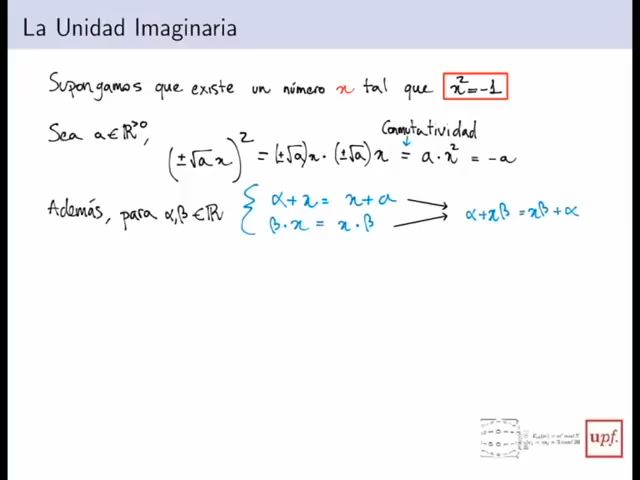 La Unidad Imaginaria
Supongamos que existe un número x tal que x² = -1
Sea a ∈ ℝ^{>0},
Conmutatividad
(±√a x)² = (±√a)x · (±√a)x = a · x² = -a
Además, para α, β ∈ ℝ
α + x = x + α
β · x = x · β
α + xβ = xβ + α
upf.